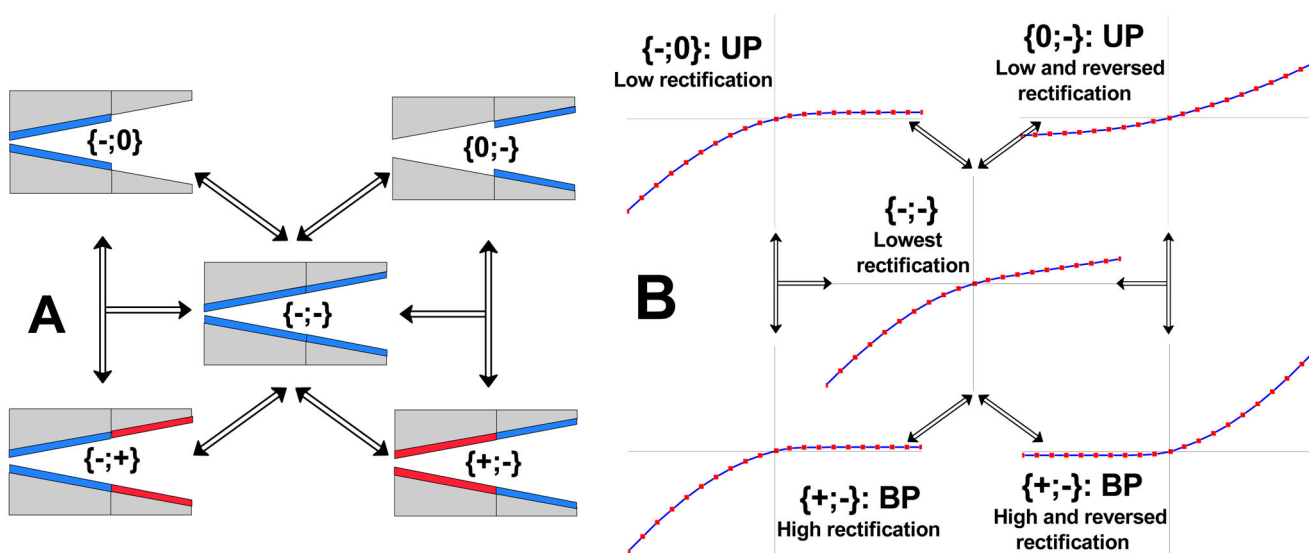 A
{-;0}
{0;-}
{-;-}
{-;+}
{+;-}
B
{-;0}: UP
Low rectification
{0;-}: UP
Low and reversed
rectification
{-;-}
Lowest
rectification
{+;-}: BP
High rectification
{+;-}: BP
High and reversed
rectification